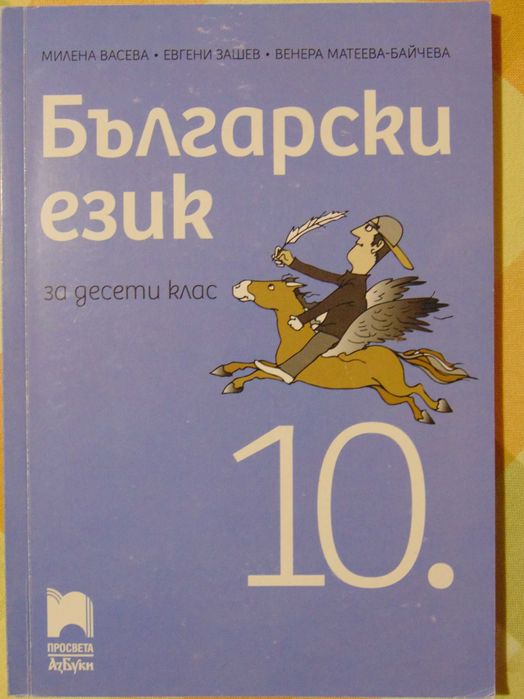 МИЛЕНА ВАСЕВА • ЕВГЕНИ ЗАШЕВ • ВЕНЕРА МАТЕЕВА-БАЙЧЕВА
Български
език
за десети клас
10.
ПРОСВЕТА
АзБуки